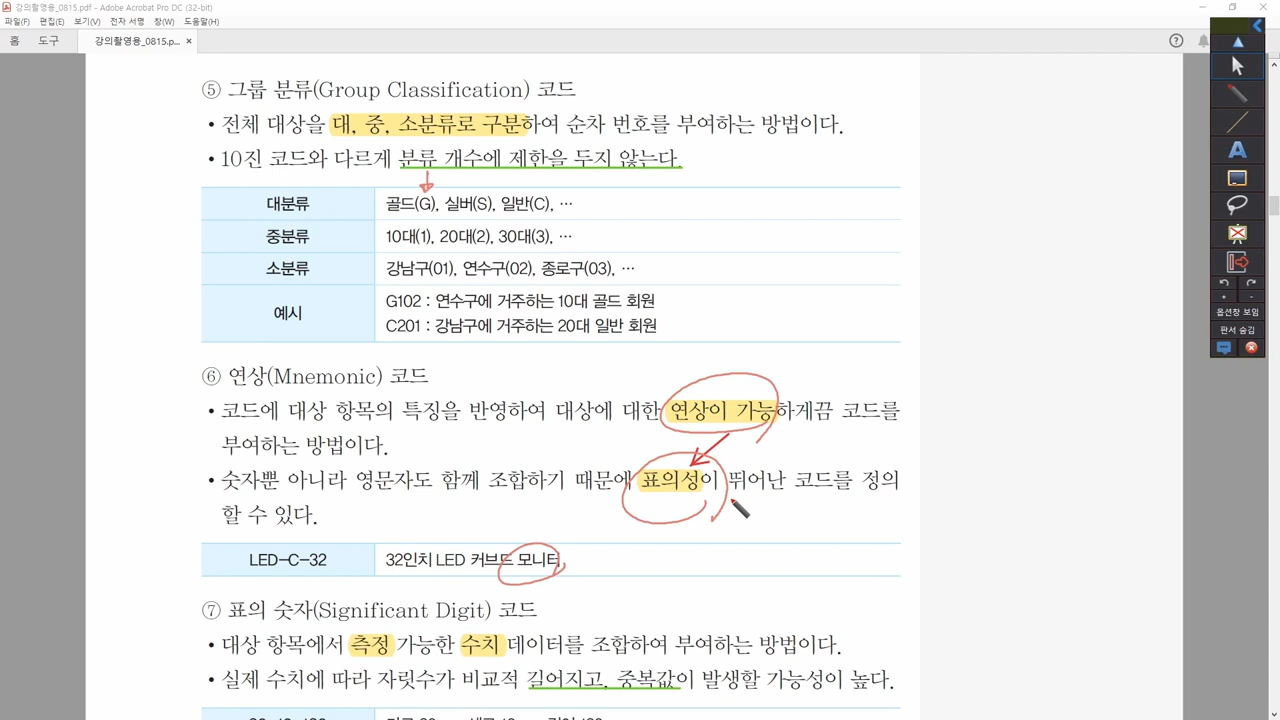 강의촬영용_0815.pdf - Adobe Acrobat Pro DC (32-bit)
파일(F) 편집(E) 보기(V) 전자 서명 창(W) 도움말(H)
홈 도구 강의촬영용_0815.p... ×
⑤ 그룹 분류(Group Classification) 코드
• 전체 대상을 대, 중, 소분류로 구분하여 순차 번호를 부여하는 방법이다.
• 10진 코드와 다르게 분류 개수에 제한을 두지 않는다.
대분류 골드(G), 실버(S), 일반(C), …
중분류 10대(1), 20대(2), 30대(3), …
소분류 강남구(01), 연수구(02), 종로구(03), …
예시 G102 : 연수구에 거주하는 10대 골드 회원
C201 : 강남구에 거주하는 20대 일반 회원
⑥ 연상(Mnemonic) 코드
• 코드에 대상 항목의 특징을 반영하여 대상에 대한 연상이 가능하게끔 코드를
부여하는 방법이다.
• 숫자뿐 아니라 영문자도 함께 조합하기 때문에 표의성이 뛰어난 코드를 정의
할 수 있다.
LED-C-32 32인치 LED 커브드 모니터
⑦ 표의 숫자(Significant Digit) 코드
• 대상 항목에서 측정 가능한 수치 데이터를 조합하여 부여하는 방법이다.
• 실제 수치에 따라 자릿수가 비교적 길어지고, 중복값이 발생할 가능성이 높다.
옵션창 보임
판서 숨김